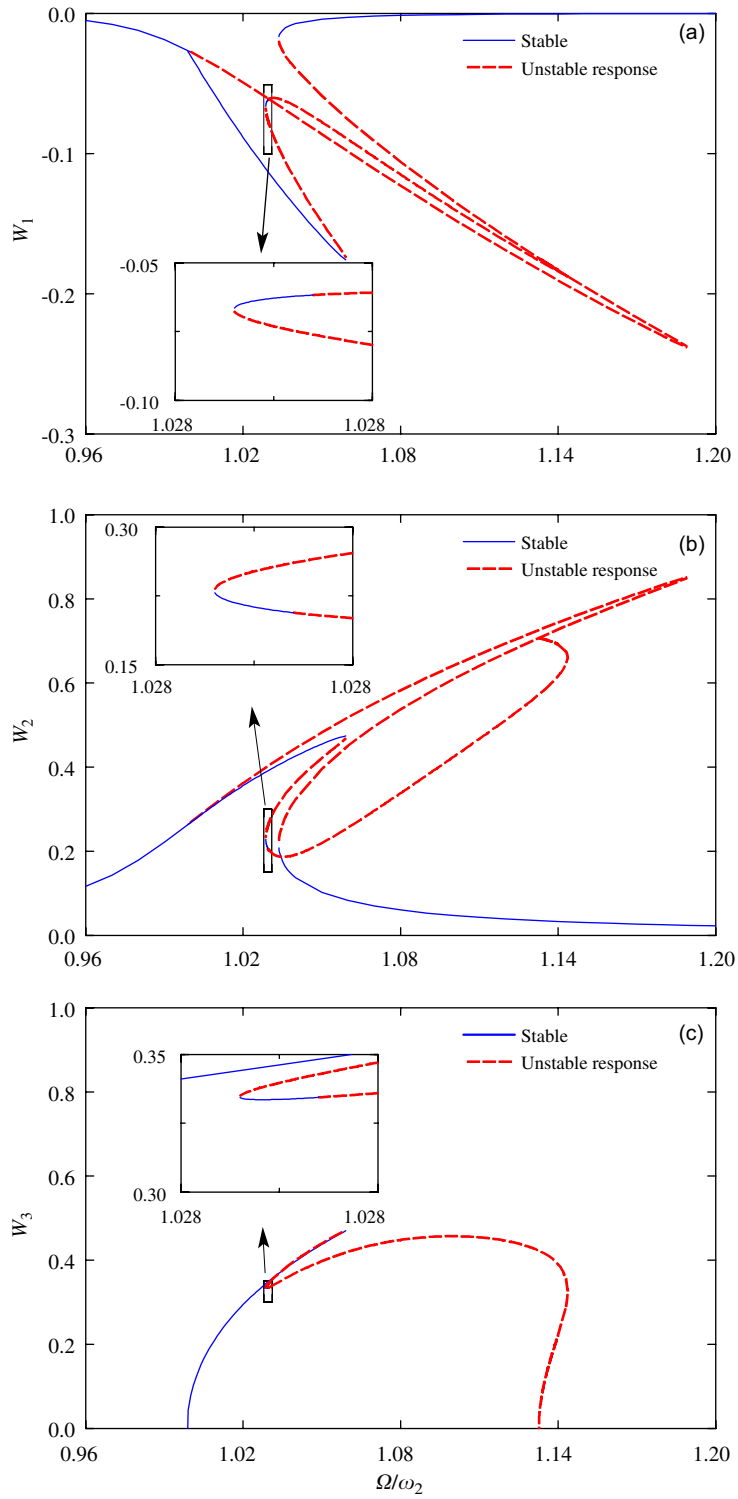 0.0
(a)
Stable
Unstable response
-0.1
W1
-0.05
-0.2
-0.10
1.028 1.028
-0.3
0.96 1.02 1.08 1.14 1.20
1.0
0.30
Stable
(b)
Unstable response
0.8
0.15
1.028 1.028
0.6
W2
0.4
0.2
0.0
0.96 1.02 1.08 1.14 1.20
1.0
(c)
Stable
0.35
Unstable response
0.8
0.6
0.30
1.028 1.028
W3
0.4
0.2
0.0
0.96 1.02 1.08 1.14 1.20
Ω/ω2